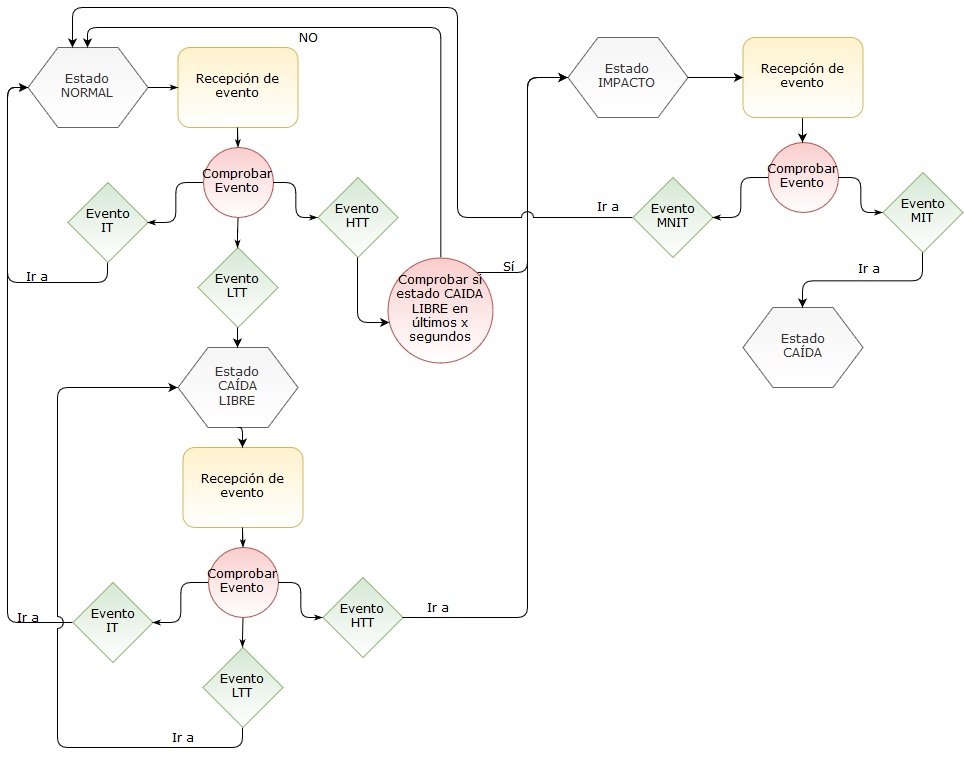 NO
Estado
NORMAL
Recepción de
evento
Comprobar
Evento
Evento
IT
Ir a
Evento
LTT
Evento
HTT
Comprobar si
estado CAIDA
LIBRE en
últimos x
segundos
Sí
Estado
IMPACTO
Recepción de
evento
Comprobar
Evento
Evento
MNIT
Ir a
Evento
MIT
Ir a
Estado
CAÍDA
Estado
CAÍDA
LIBRE
Recepción de
evento
Comprobar
Evento
Evento
IT
Ir a
Evento
HTT
Ir a
Evento
LTT
Ir a